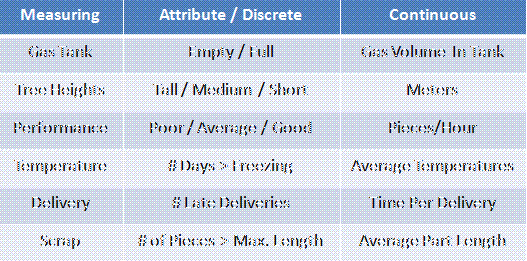 Measuring Attribute / Discrete Continuous
Gas Tank Empty / Full Gas Volume In Tank
Tree Heights Tall / Medium / Short Meters
Performance Poor / Average / Good Pieces/Hour
Temperature # Days > Freezing Average Temperatures
Delivery # Late Deliveries Time Per Delivery
Scrap # of Pieces > Max. Length Average Part Length